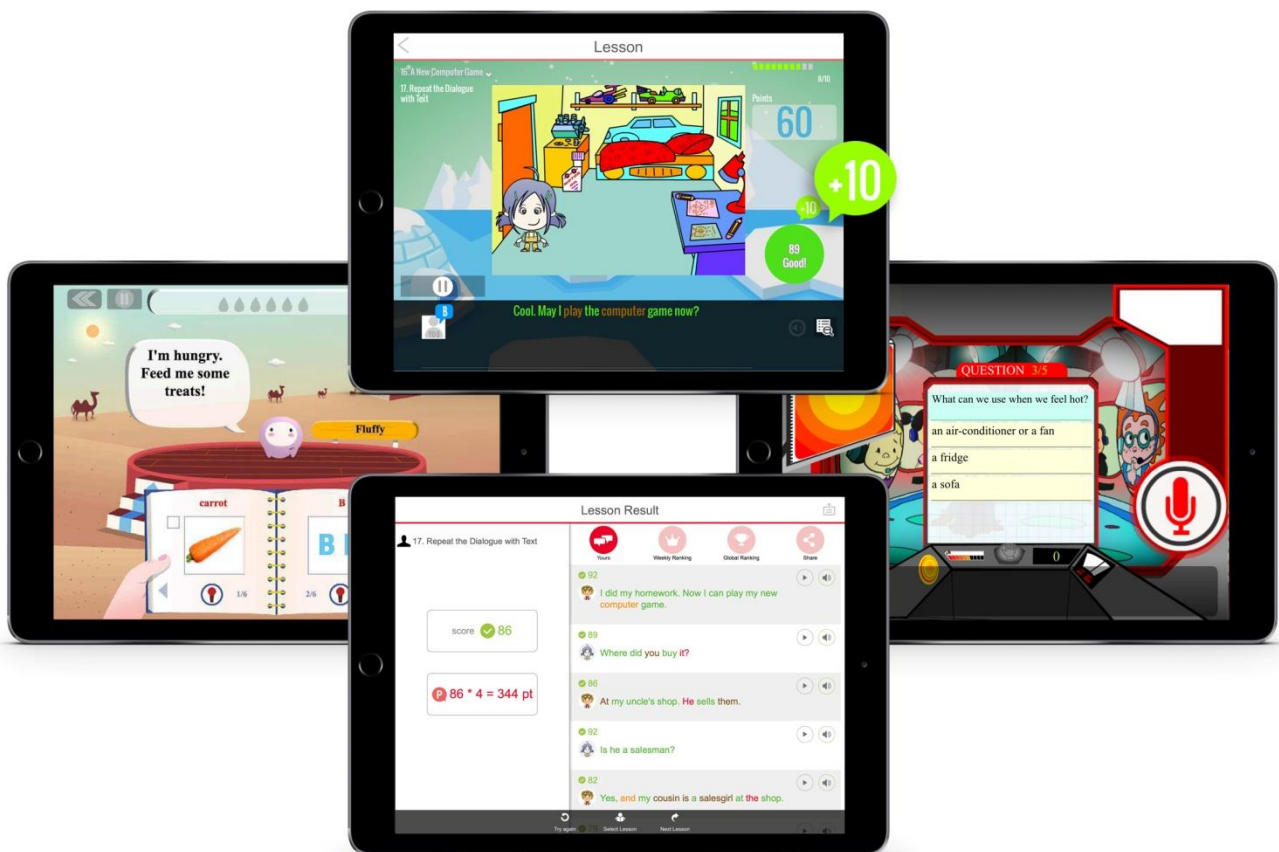 Lesson
16. A New Computer Game
17. Repeat the Dialogue
with Text
8/10
Points
60
+10
+10
89
Good!
B
Cool. May I play the computer game now?
I'm hungry.
Feed me some
treats!
Fluffy
carrot
B
1/6
2/6
QUESTION 3/5
What can we use when we feel hot?
an air-conditioner or a fan
a fridge
a sofa
0
Lesson Result
17. Repeat the Dialogue with Text
Yours
Weekly Ranking
Global Ranking
Share
score 86
P 86 * 4 = 344 pt
92
I did my homework. Now I can play my new
computer game.
89
Where did you buy it?
86
At my uncle's shop. He sells them.
92
Is he a salesman?
82
Yes, and my cousin is a salesgirl at the shop.
Try again
Select Lesson
Next Lesson